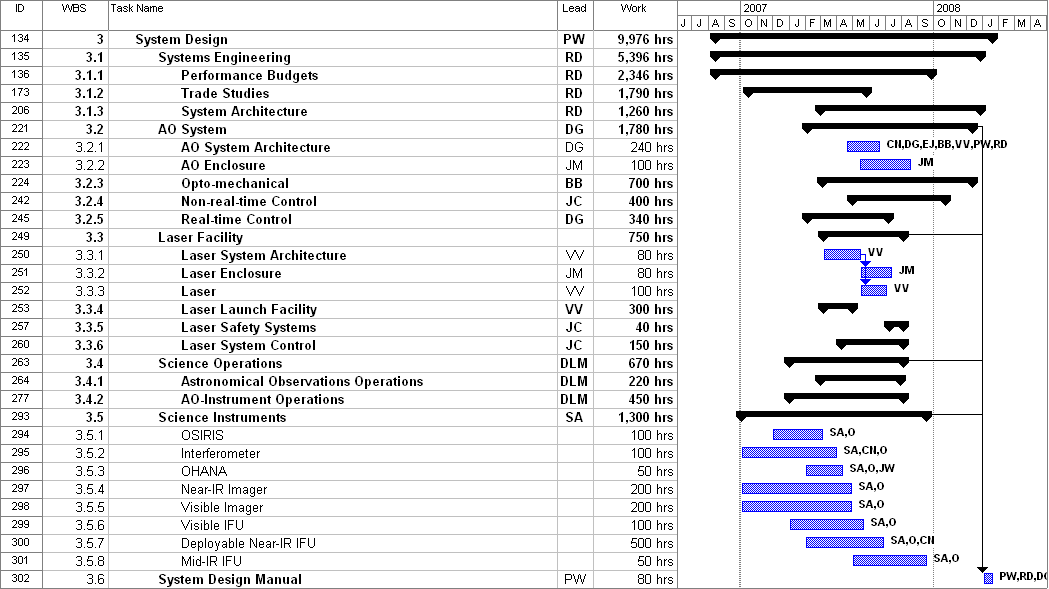 ID WBS Task Name Lead Work 2007 2008
J J A S O N D J F M A M J J A S O N D J F M A
134 3 System Design PW 9,976 hrs
135 3.1 Systems Engineering RD 5,396 hrs
136 3.1.1 Performance Budgets RD 2,346 hrs
173 3.1.2 Trade Studies RD 1,790 hrs
206 3.1.3 System Architecture RD 1,260 hrs
221 3.2 AO System DG 1,780 hrs
222 3.2.1 AO System Architecture DG 240 hrs CN,DG,EJ,BB,VV,PW,RD
223 3.2.2 AO Enclosure JM 100 hrs JM
224 3.2.3 Opto-mechanical BB 700 hrs
242 3.2.4 Non-real-time Control JC 400 hrs
245 3.2.5 Real-time Control DG 340 hrs
249 3.3 Laser Facility 750 hrs
250 3.3.1 Laser System Architecture VV 80 hrs VV
251 3.3.2 Laser Enclosure JM 80 hrs JM
252 3.3.3 Laser VV 100 hrs VV
253 3.3.4 Laser Launch Facility VV 300 hrs
257 3.3.5 Laser Safety Systems JC 40 hrs
260 3.3.6 Laser System Control JC 150 hrs
263 3.4 Science Operations DLM 670 hrs
264 3.4.1 Astronomical Observations Operations DLM 220 hrs
277 3.4.2 AO-Instrument Operations DLM 450 hrs
293 3.5 Science Instruments SA 1,300 hrs
294 3.5.1 OSIRIS 100 hrs SA,O
295 3.5.2 Interferometer 100 hrs SA,CN,O
296 3.5.3 OHANA 50 hrs SA,O,JW
297 3.5.4 Near-IR Imager 200 hrs SA,O
298 3.5.5 Visible Imager 200 hrs SA,O
299 3.5.6 Visible IFU 100 hrs SA,O
300 3.5.7 Deployable Near-IR IFU 500 hrs SA,O,CN
301 3.5.8 Mid-IR IFU 50 hrs SA,O
302 3.6 System Design Manual PW 80 hrs PW,RD,DG